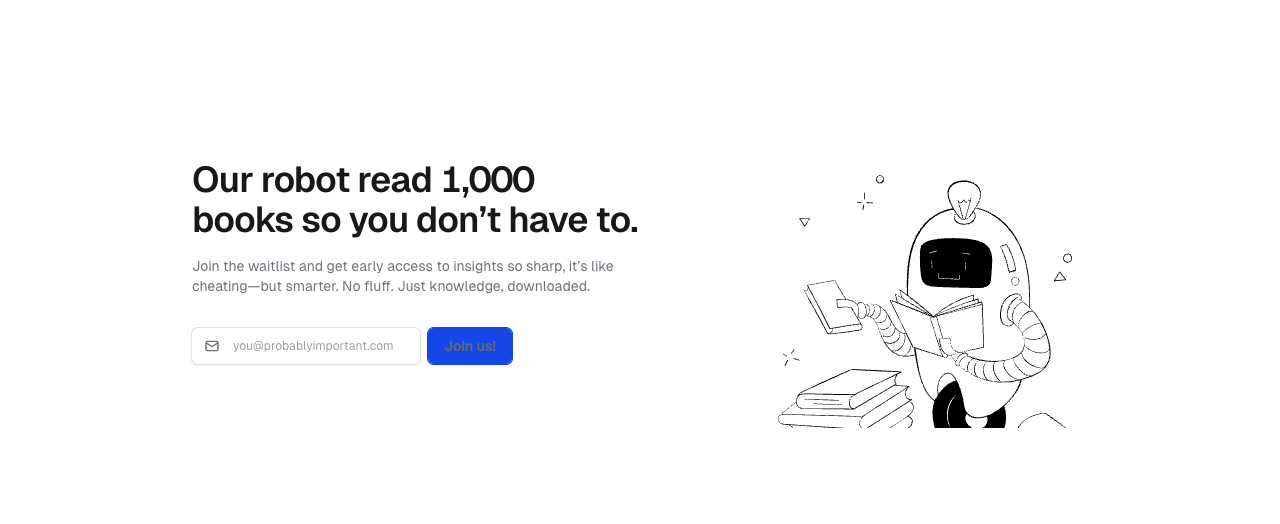 Our robot read 1,000
books so you don’t have to.
Join the waitlist and get early access to insights so sharp, it’s like
cheating—but smarter. No fluff. Just knowledge, downloaded.
you@probablyimportant.com
Join us!